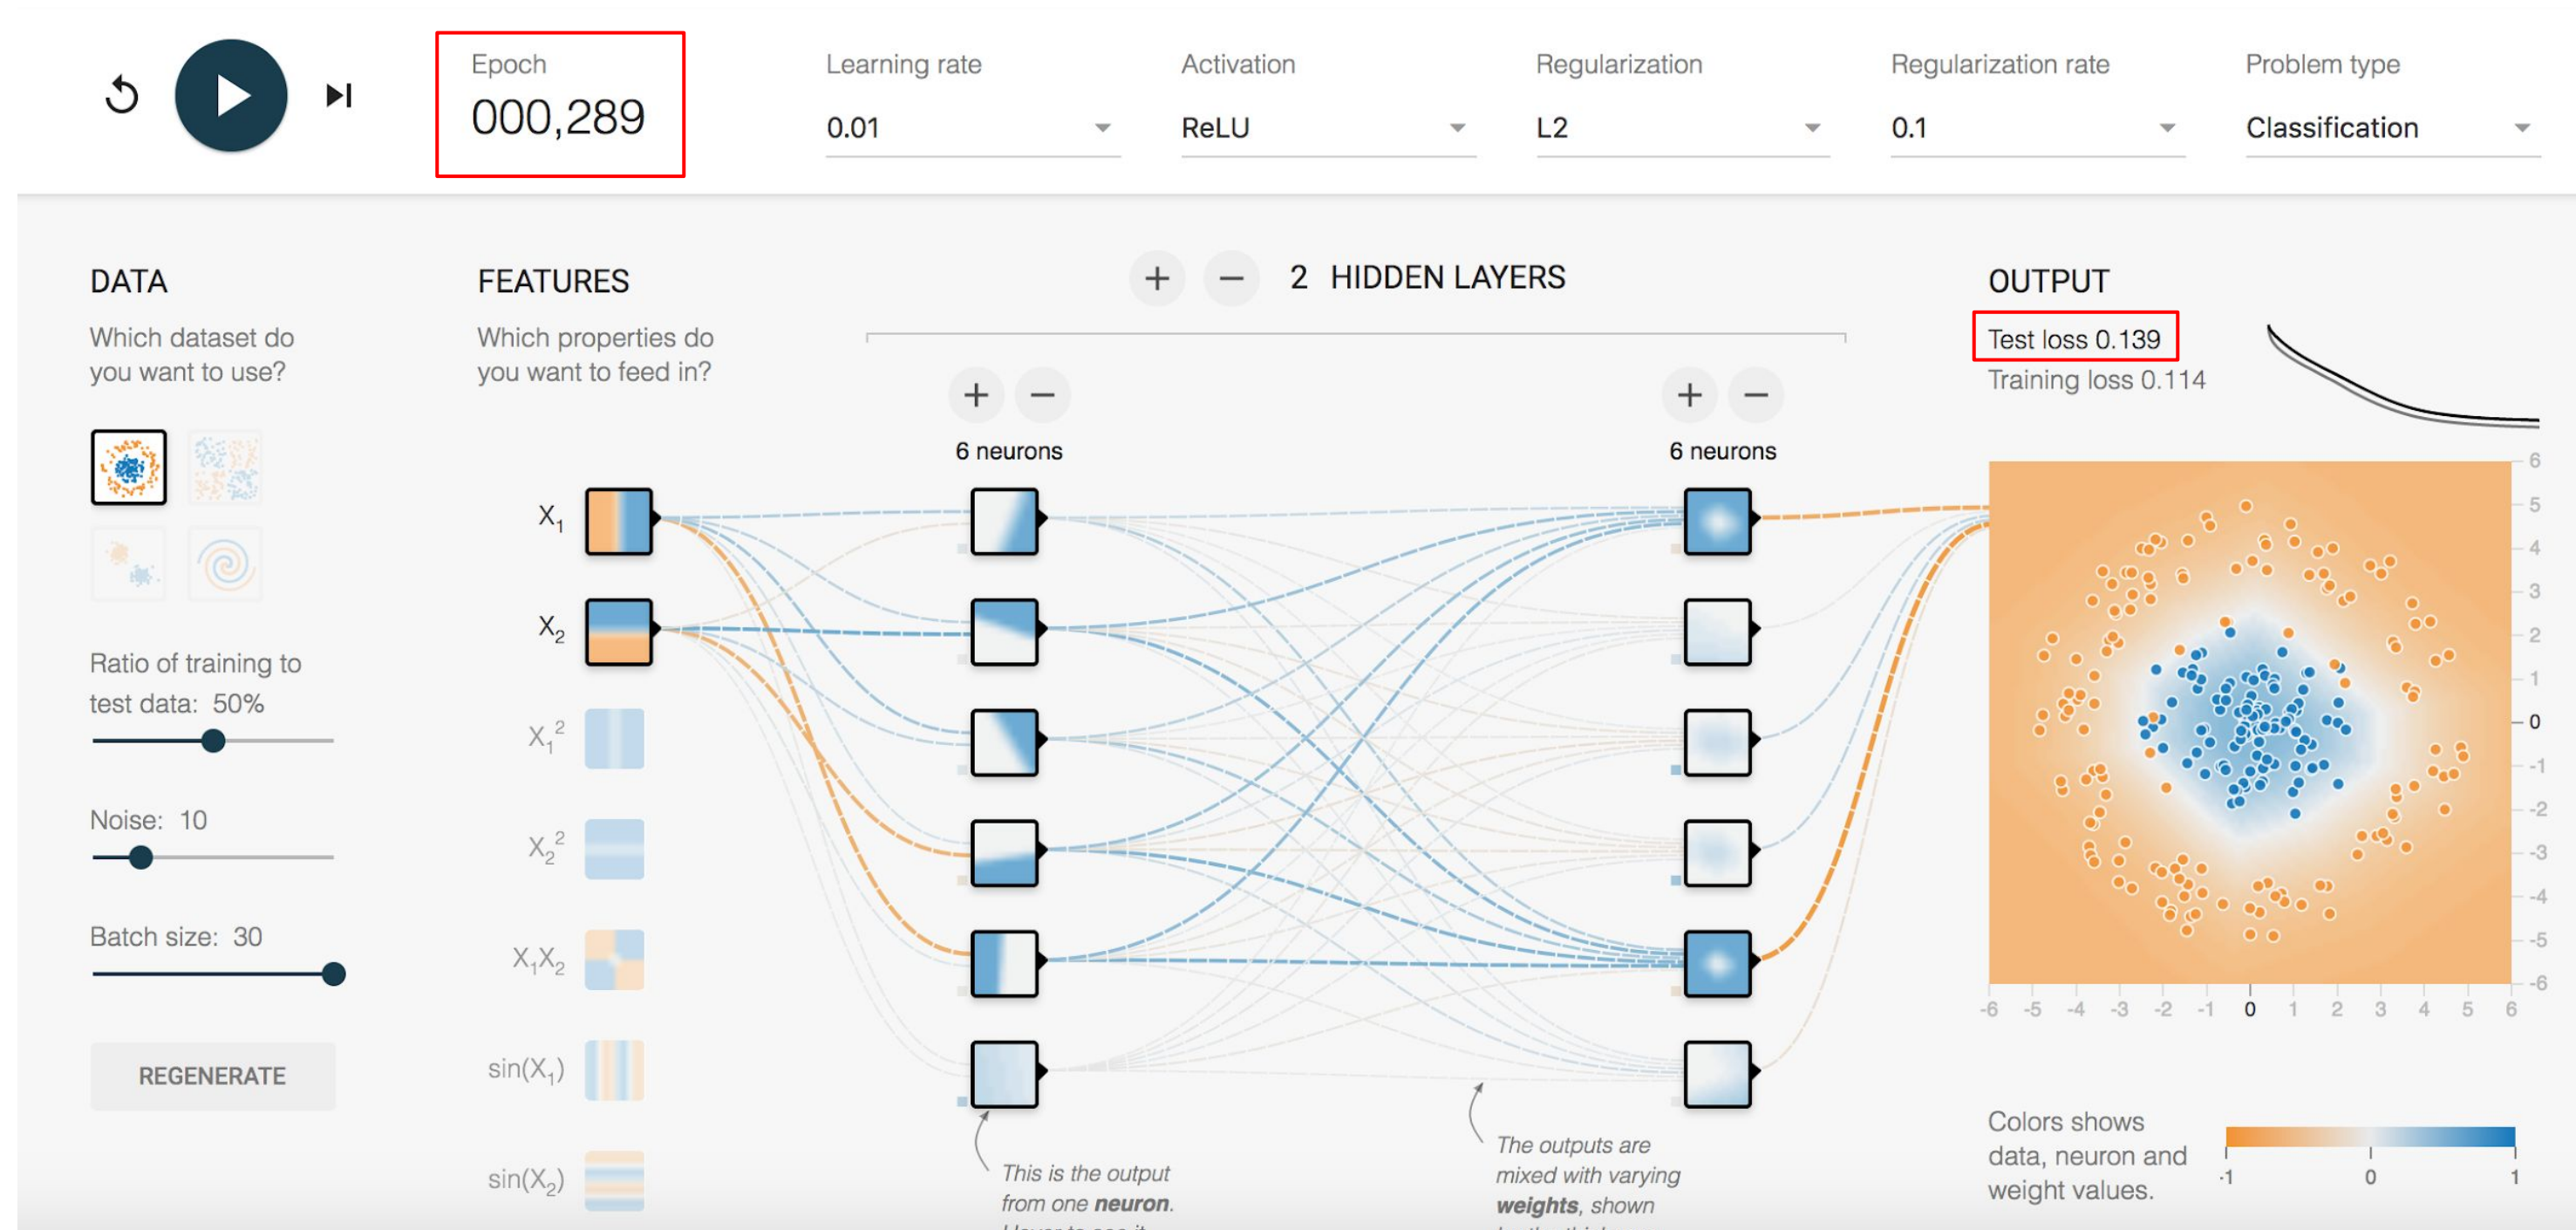 Epoch
000,289
Learning rate
0.01
Activation
ReLU
Regularization
L2
Regularization rate
0.1
Problem type
Classification
DATA
Which dataset do
you want to use?
Ratio of training to
test data: 50%
Noise: 10
Batch size: 30
REGENERATE
FEATURES
Which properties do
you want to feed in?
X1
X2
X1²
X2²
X1X2
sin(X1)
sin(X2)
+ − 2 HIDDEN LAYERS
+ −
6 neurons
+ −
6 neurons
This is the output
from one neuron.
The outputs are
mixed with varying
weights, shown
OUTPUT
Test loss 0.139
Training loss 0.114
6
5
4
3
2
1
0
-1
-2
-3
-4
-5
-6
-6 -5 -4 -3 -2 -1 0 1 2 3 4 5 6
Colors shows
data, neuron and
weight values.
-1 0 1